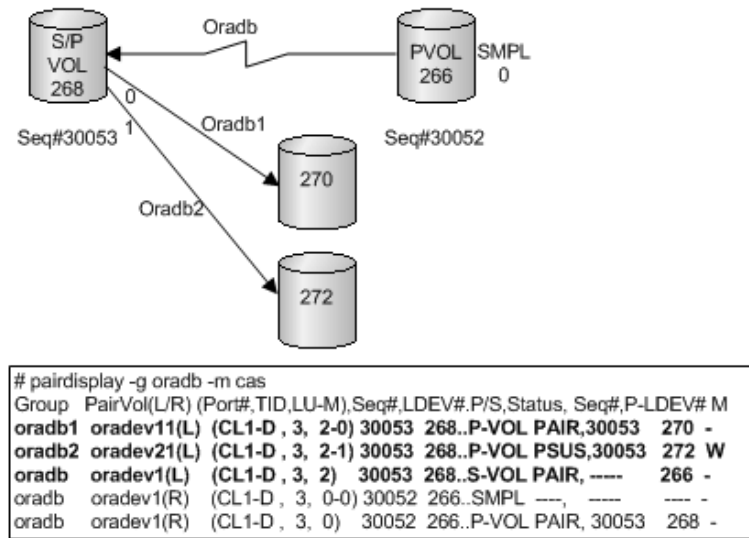 Oradb
S/P
VOL
268
PVOL
266
SMPL
0
0
1
Seq#30053
Oradb1
Seq#30052
270
Oradb2
272
# pairdisplay -g oradb -m cas
Group PairVol(L/R) (Port#,TID,LU-M),Seq#,LDEV#.P/S,Status, Seq#,P-LDEV# M
oradb1 oradev11(L) (CL1-D , 3, 2-0) 30053 268..P-VOL PAIR,30053 270 -
oradb2 oradev21(L) (CL1-D , 3, 2-1) 30053 268..P-VOL PSUS,30053 272 W
oradb oradev1(L) (CL1-D , 3, 2) 30053 268..S-VOL PAIR, ----- 266 -
oradb oradev1(R) (CL1-D , 3, 0-0) 30052 266..SMPL ----, ----- ---- -
oradb oradev1(R) (CL1-D , 3, 0) 30052 266..P-VOL PAIR, 30053 268 -